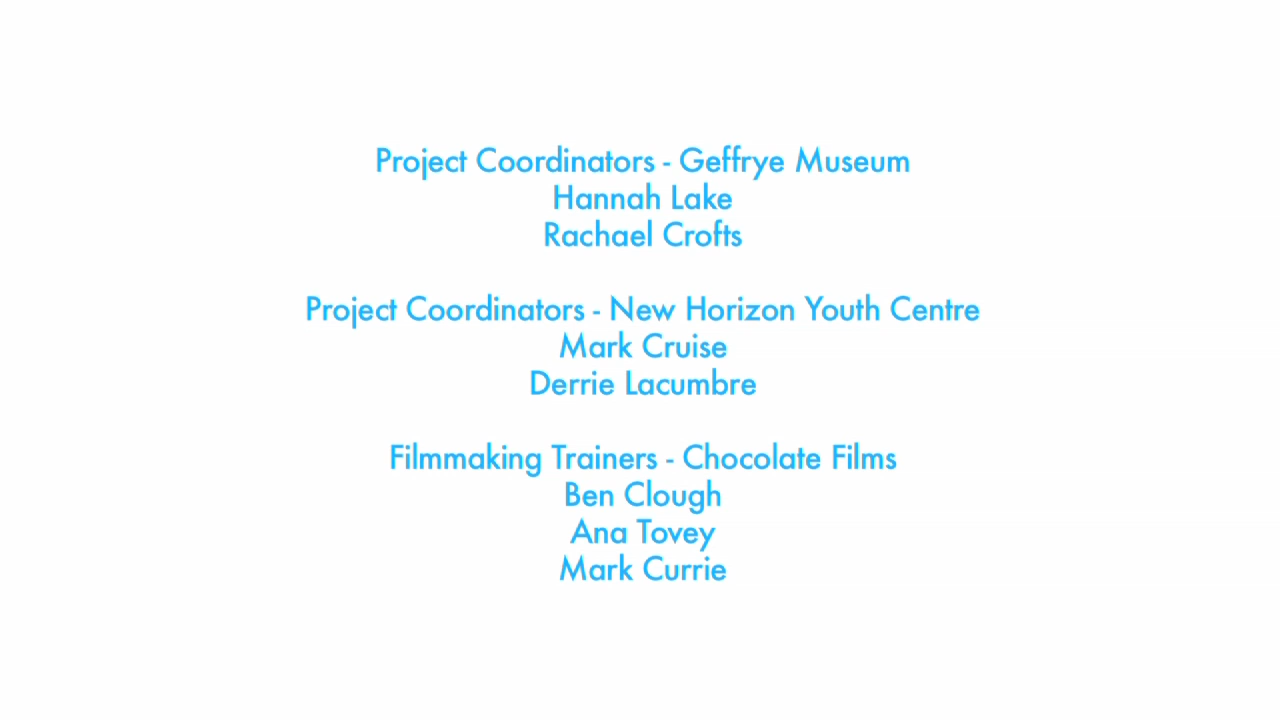 Project Coordinators - Geffrye Museum
Hannah Lake
Rachael Crofts
Project Coordinators - New Horizon Youth Centre
Mark Cruise
Derrie Lacumbre
Filmmaking Trainers - Chocolate Films
Ben Clough
Ana Tovey
Mark Currie